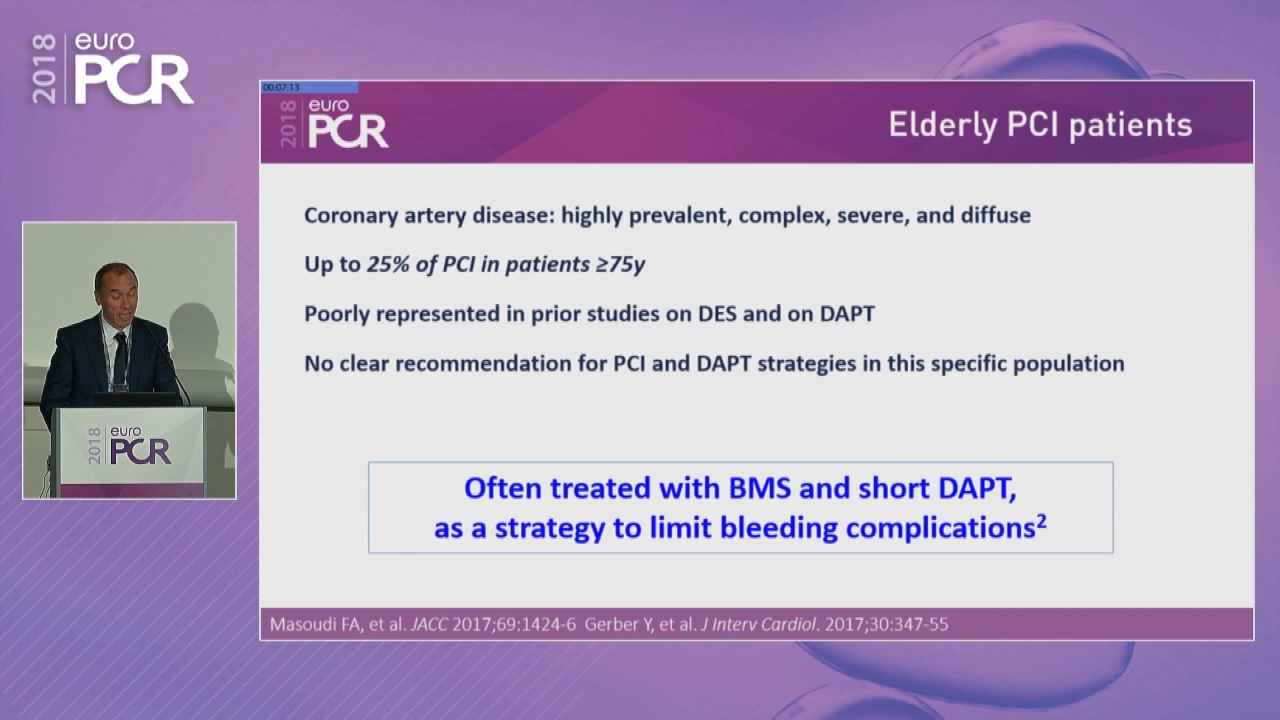 2018 euro PCR
00:07:13
2018 euro PCR
Elderly PCI patients
Coronary artery disease: highly prevalent, complex, severe, and diffuse
Up to 25% of PCI in patients ≥75y
Poorly represented in prior studies on DES and on DAPT
No clear recommendation for PCI and DAPT strategies in this specific population
Often treated with BMS and short DAPT,
as a strategy to limit bleeding complications²
Masoudi FA, et al. JACC 2017;69:1424-6 Gerber Y, et al. J Interv Cardiol. 2017;30:347-55
2018 euro PCR